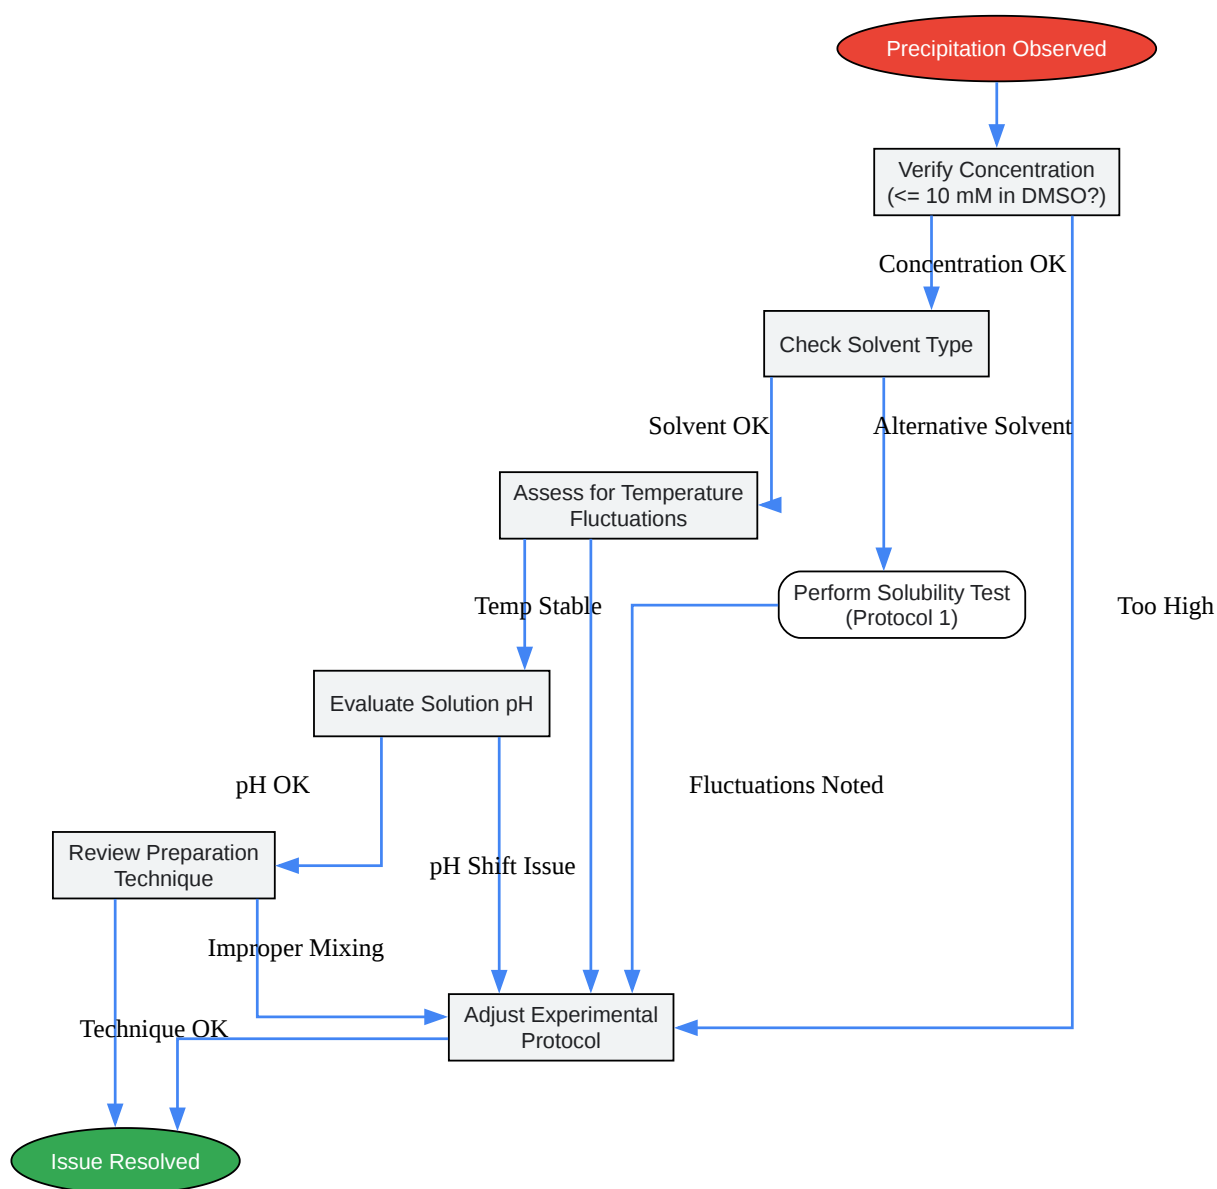 Precipitation Observed
Verify Concentration
(<= 10 mM in DMSO?)
Concentration OK
Check Solvent Type
Solvent OK
Alternative Solvent
Assess for Temperature
Fluctuations
Temp Stable
Perform Solubility Test
(Protocol 1)
Too High
Evaluate Solution pH
pH OK
Fluctuations Noted
Review Preparation
Technique
pH Shift Issue
Improper Mixing
Adjust Experimental
Protocol
Technique OK
Issue Resolved